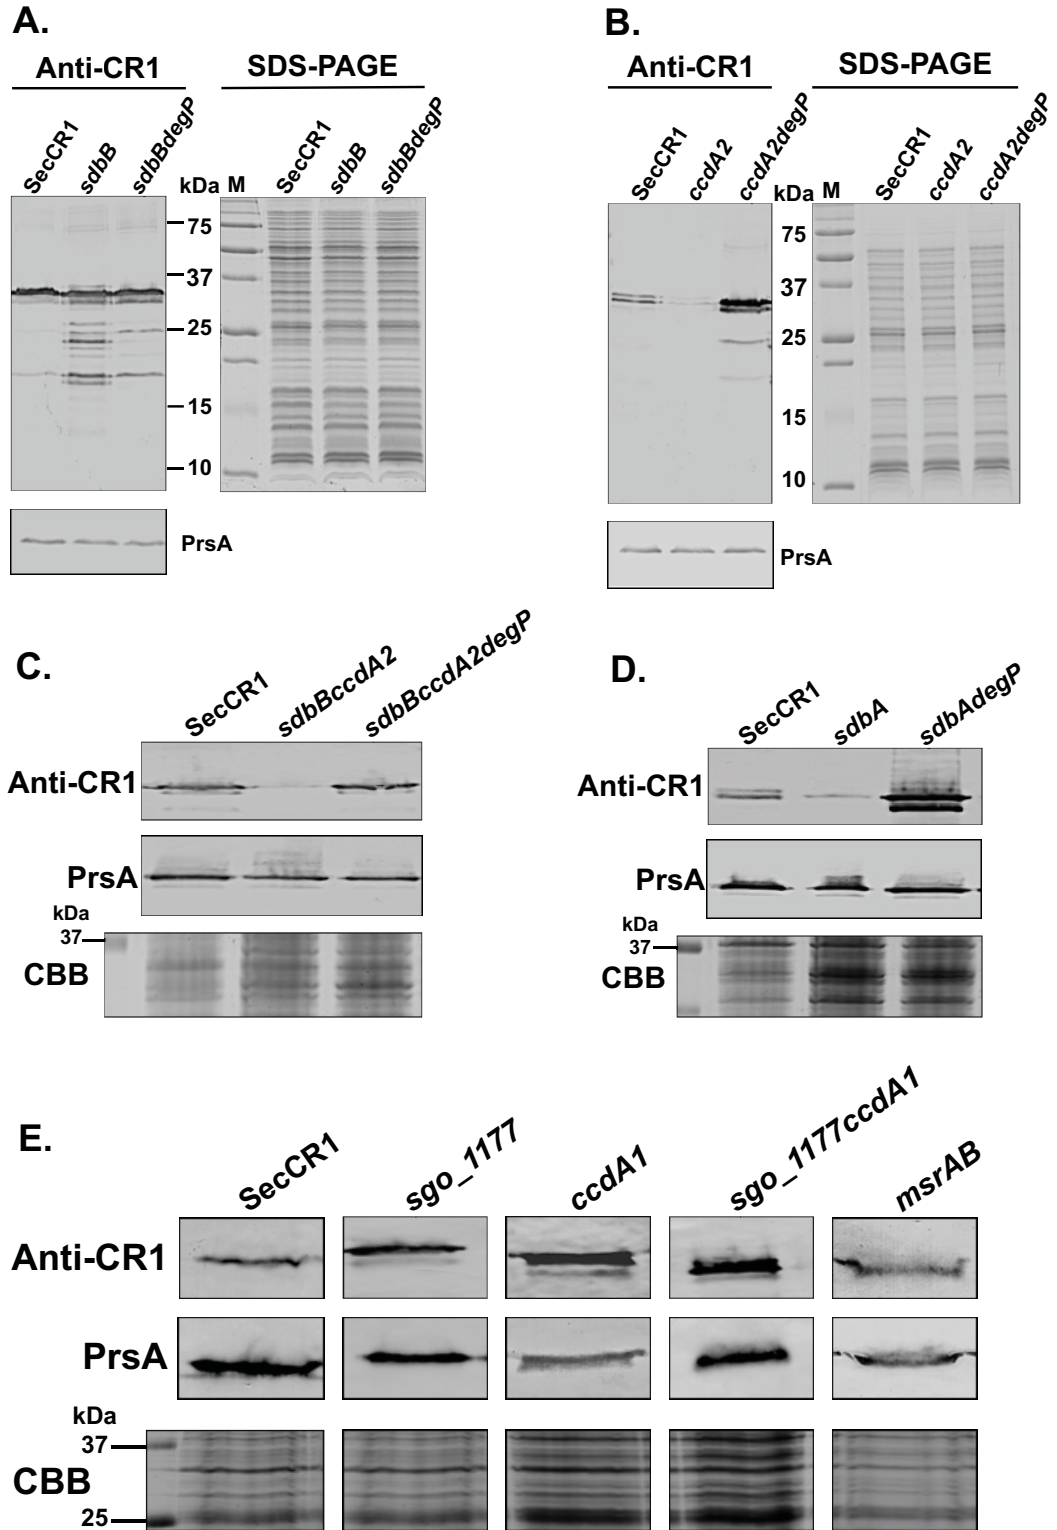 A.
Anti-CR1 SDS-PAGE
SecCR1 sdbB sdbBdegP kDa M SecCR1 sdbB sdbBdegP
75
37
25
15
10
PrsA
B.
Anti-CR1 SDS-PAGE
SecCR1 ccdA2 ccdA2degP kDa M SecCR1 ccdA2 ccdA2degP
75
37
25
15
10
PrsA
C.
SecCR1 sdbBccdA2 sdbBccdA2degP
Anti-CR1
PrsA
kDa
37
CBB
D.
SecCR1 sdbA sdbAdegP
Anti-CR1
PrsA
kDa
37
CBB
E.
SecCR1 sgo_1177 ccdA1 sgo_1177ccdA1 msrAB
Anti-CR1
PrsA
kDa
37
CBB
25